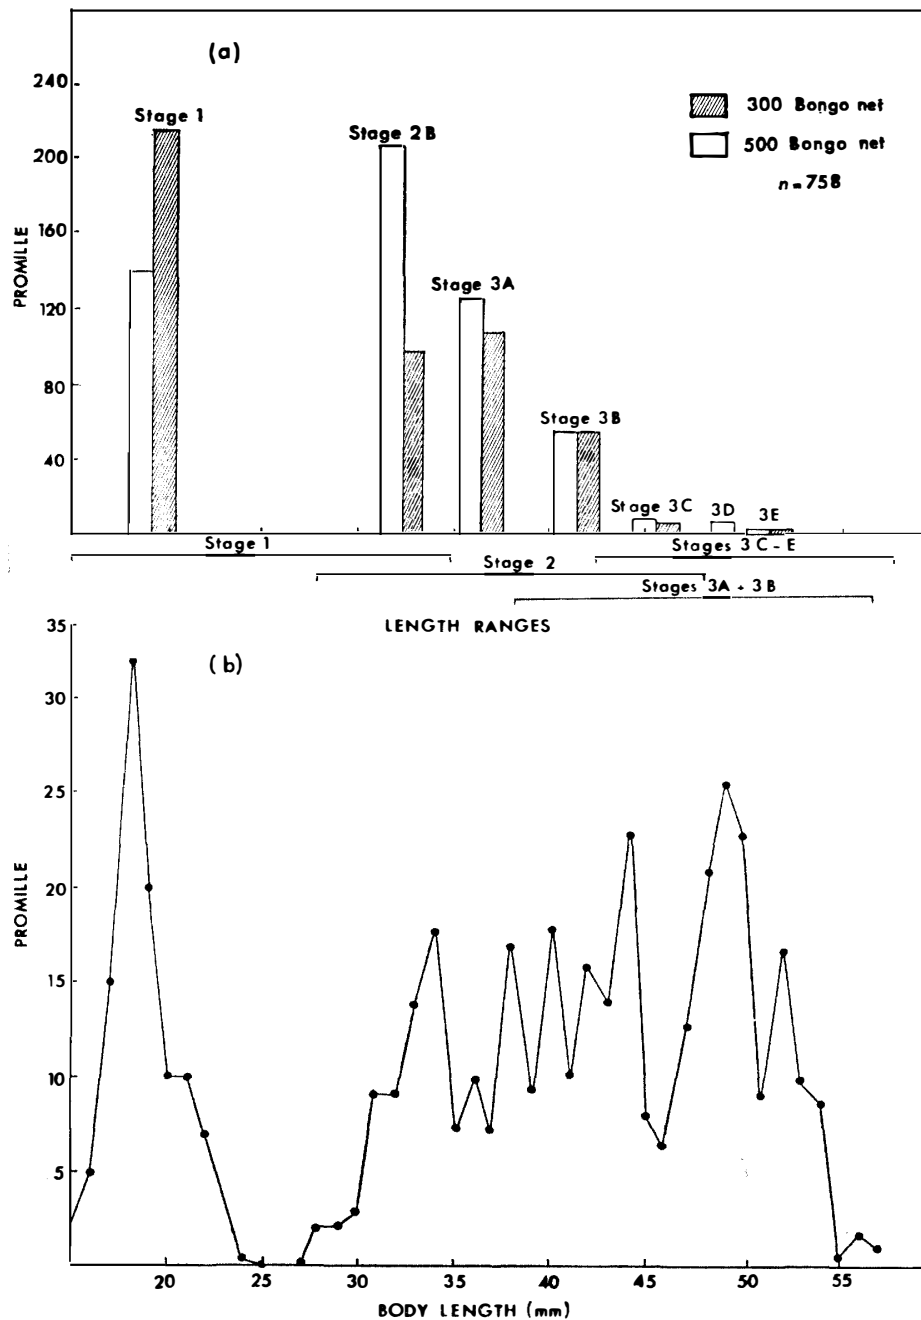 (a)
240
200
160
120
80
40
PROMILLE
Stage 1
Stage 2B
Stage 3A
Stage 3B
Stage 3C
3D
3E
300 Bongo net
500 Bongo net
n=758
Stage 1
Stages 3C-E
Stage 2
Stages 3A + 3B
LENGTH RANGES
(b)
35
30
25
20
15
10
5
PROMILLE
20 25 30 35 40 45 50 55
BODY LENGTH (mm)